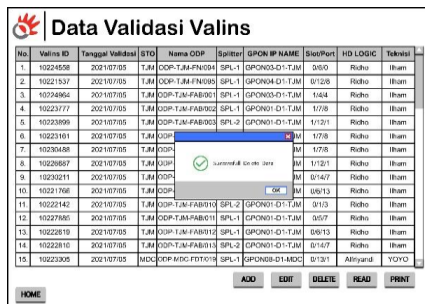 Data Validasi Valins
No. Valins ID Tanggal Validasi STO Nama ODP Splitter GPON IP NAME Slot/Port HD LOGIC Teknisi
1. 10224558 2021/07/05 TJM ODP-TJM-FN/004 SPL-1 GPON03-D1-TJM 0/6/0 Ridho Ilham
2. 10221537 2021/07/05 TJM ODP-TJM-FN/095 SPL-1 GPON04-D1-TJM 0/12/8 Ridho Ilham
3. 10224964 2021/07/05 TJM ODP-TJM-FAB/001 SPL-1 GPON03-D1-TJM 1/4/4 Ridho Ilham
4. 10223777 2021/07/05 TJM ODP-TJM-FAB/002 SPL-1 GPON01-D1-TJM 1/7/8 Ridho Ilham
5. 10223899 2021/07/05 TJM ODP-TJM-FAB/003 SPL-2 GPON01-D1-TJM 1/12/1 Ridho Ilham
6. 10223161 2021/07/05 TJM ODP- 1/7/8 Ridho Ilham
7. 10230488 2021/07/05 TJM ODP- 1/7/8 Ridho Ilham
8. 10226687 2021/07/05 TJM ODP- 1/12/1 Ridho Ilham
9. 10230211 2021/07/05 TJM ODP- 0/14/7 Ridho Ilham
10. 10221766 2021/07/05 TJM ODP- 0/6/13 Ridho Ilham
Data
OK
11. 10222142 2021/07/05 TJM ODP-TJM-FAB/010 SPL-2 GPON01-D1-TJM 0/1/3 Ridho Ilham
12. 10227885 2021/07/05 TJM ODP-TJM-FAB/011 SPL-1 GPON01-D1-TJM 0/5/7 Ridho Ilham
13. 10222619 2021/07/05 TJM SPL-1 GPON01-D1-TJM 0/6/13 Ridho Ilham
14. 10222810 2021/07/05 TJM ODP-TJM-FAB/013 SPL-2 GPON01-D1-TJM 0/14/7 Ridho Ilham
15. 10223305 2021/07/05 MDC ODP-MDC-FDT/019 SPL-1 GPON08-D1-MDC 0/13/1 Alfriyandi YOYO
ADD EDIT DELETE READ PRINT
HOME